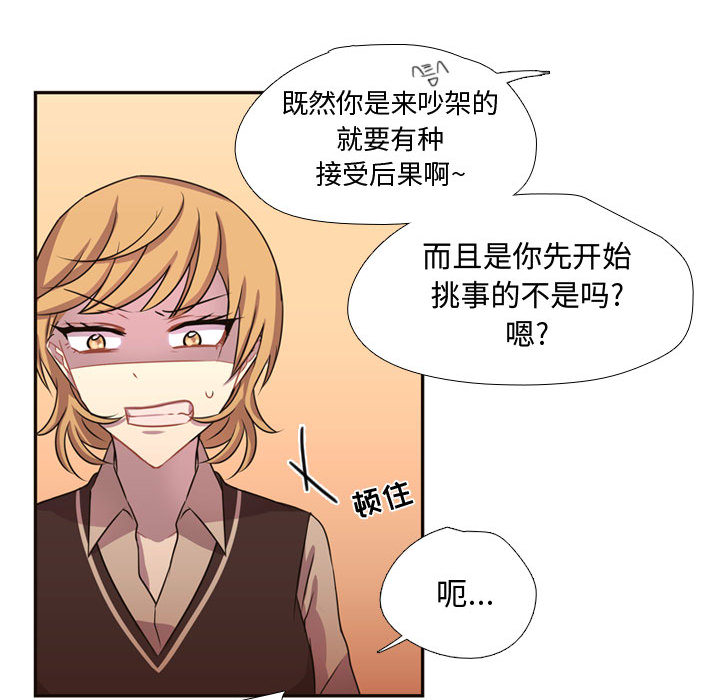 既然你是来吵架的
就要有种
接受后果啊~
而且是你先开始
挑事的不是吗?
嗯?
顿住
呃...